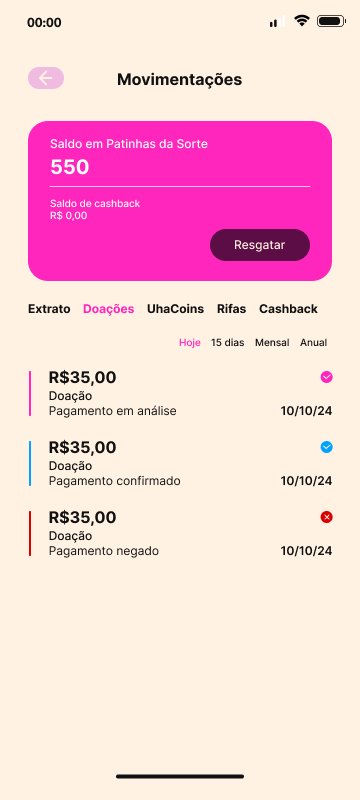 00:00
Movimentações
Saldo em Patinhas da Sorte
550
Saldo de cashback
R$ 0,00
Resgatar
Extrato Doações UhaCoins Rifas Cashback
Hoje 15 dias Mensal Anual
R$35,00
Doação
Pagamento em análise 10/10/24
R$35,00
Doação
Pagamento confirmado 10/10/24
R$35,00
Doação
Pagamento negado 10/10/24